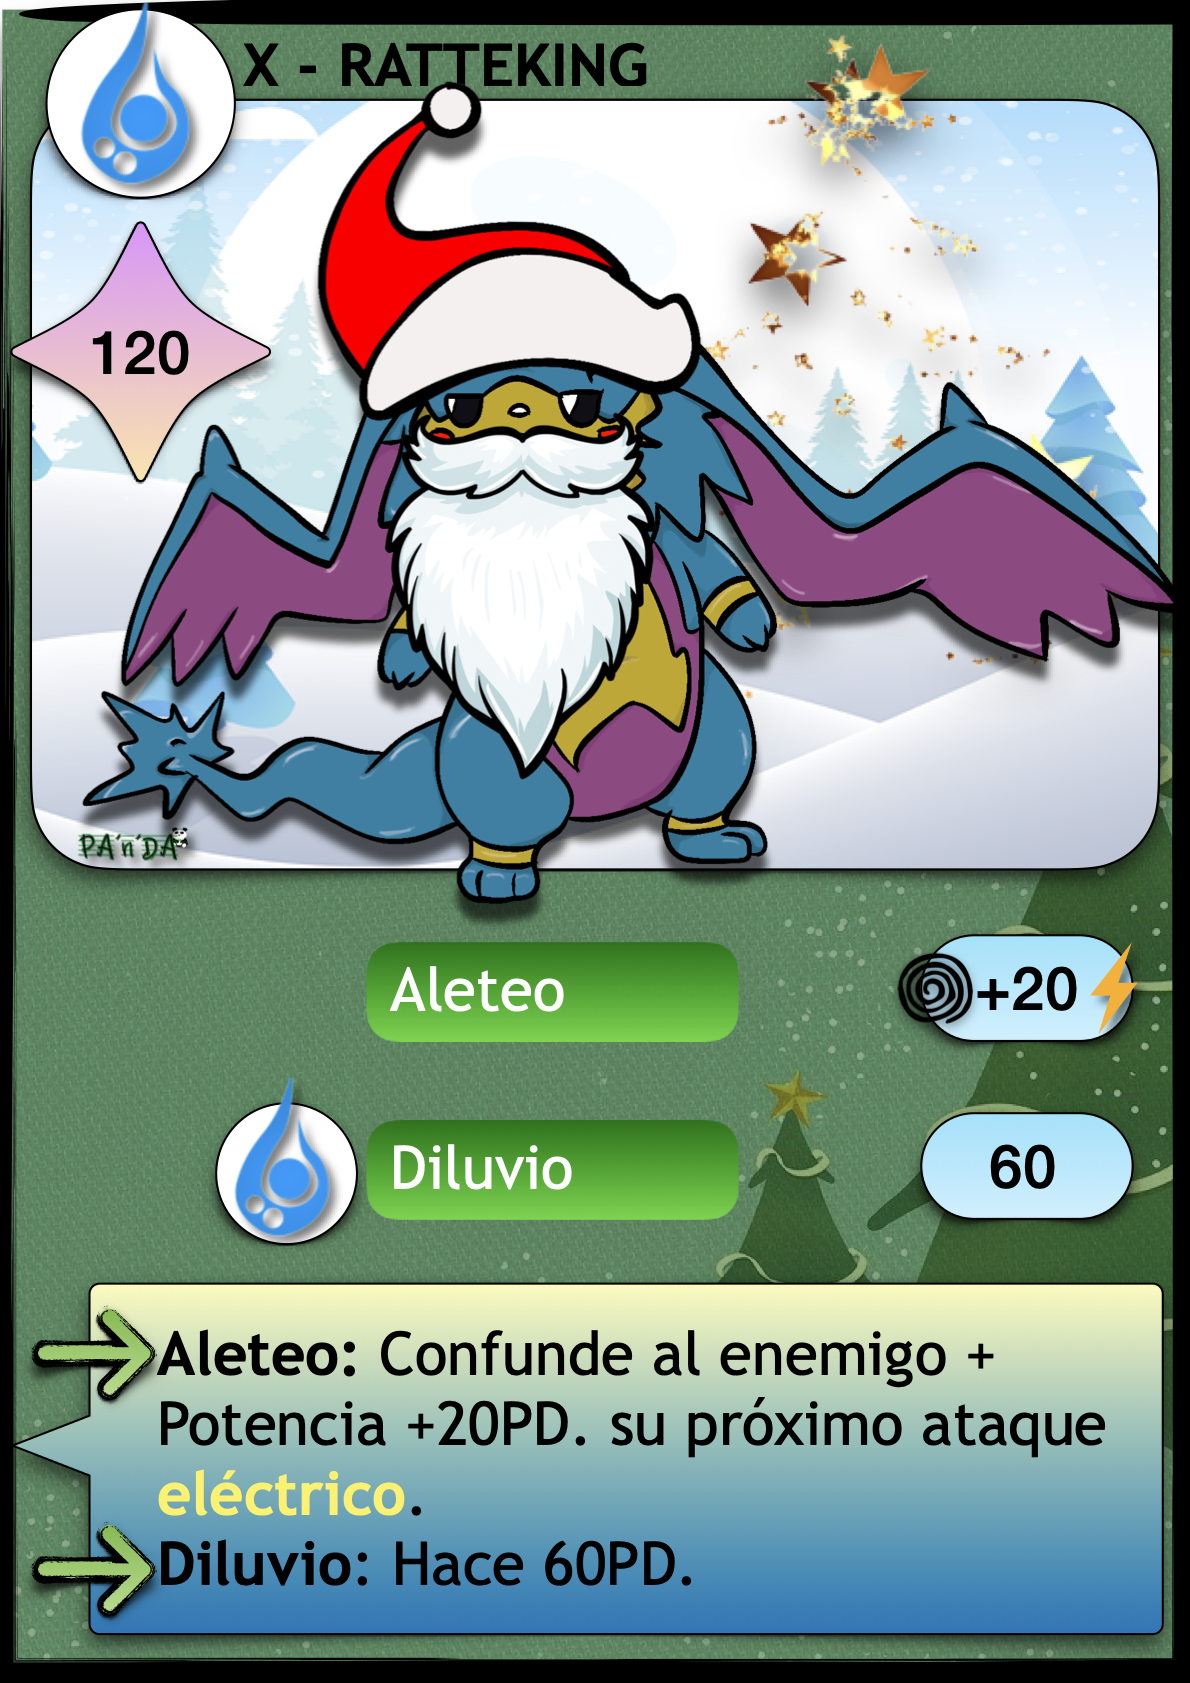 X - RATTEKING
120
PA'n'DA
Aleteo
+20
Diluvio
60
Aleteo: Confunde al enemigo +
Potencia +20PD. su próximo ataque
eléctrico.
Diluvio: Hace 60PD.